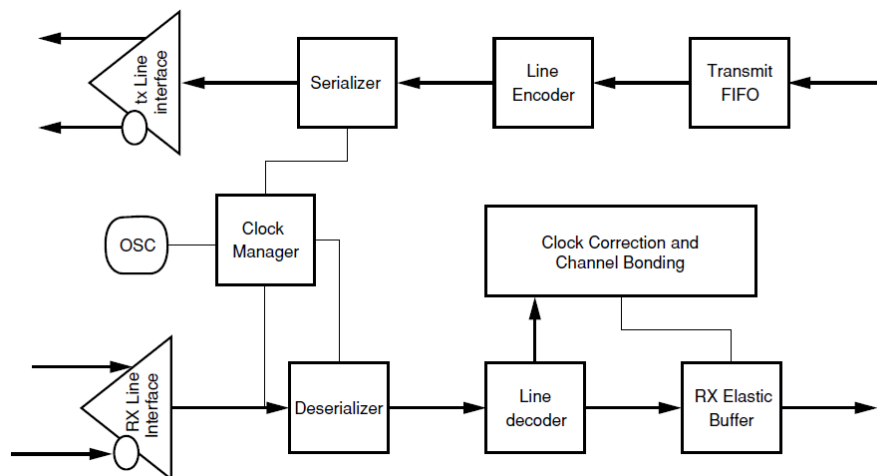 tx Line
interface
Serializer
Line
Encoder
Transmit
FIFO
OSC
Clock
Manager
Clock Correction and
Channel Bonding
RX Line
Interface
Deserializer
Line
decoder
RX Elastic
Buffer